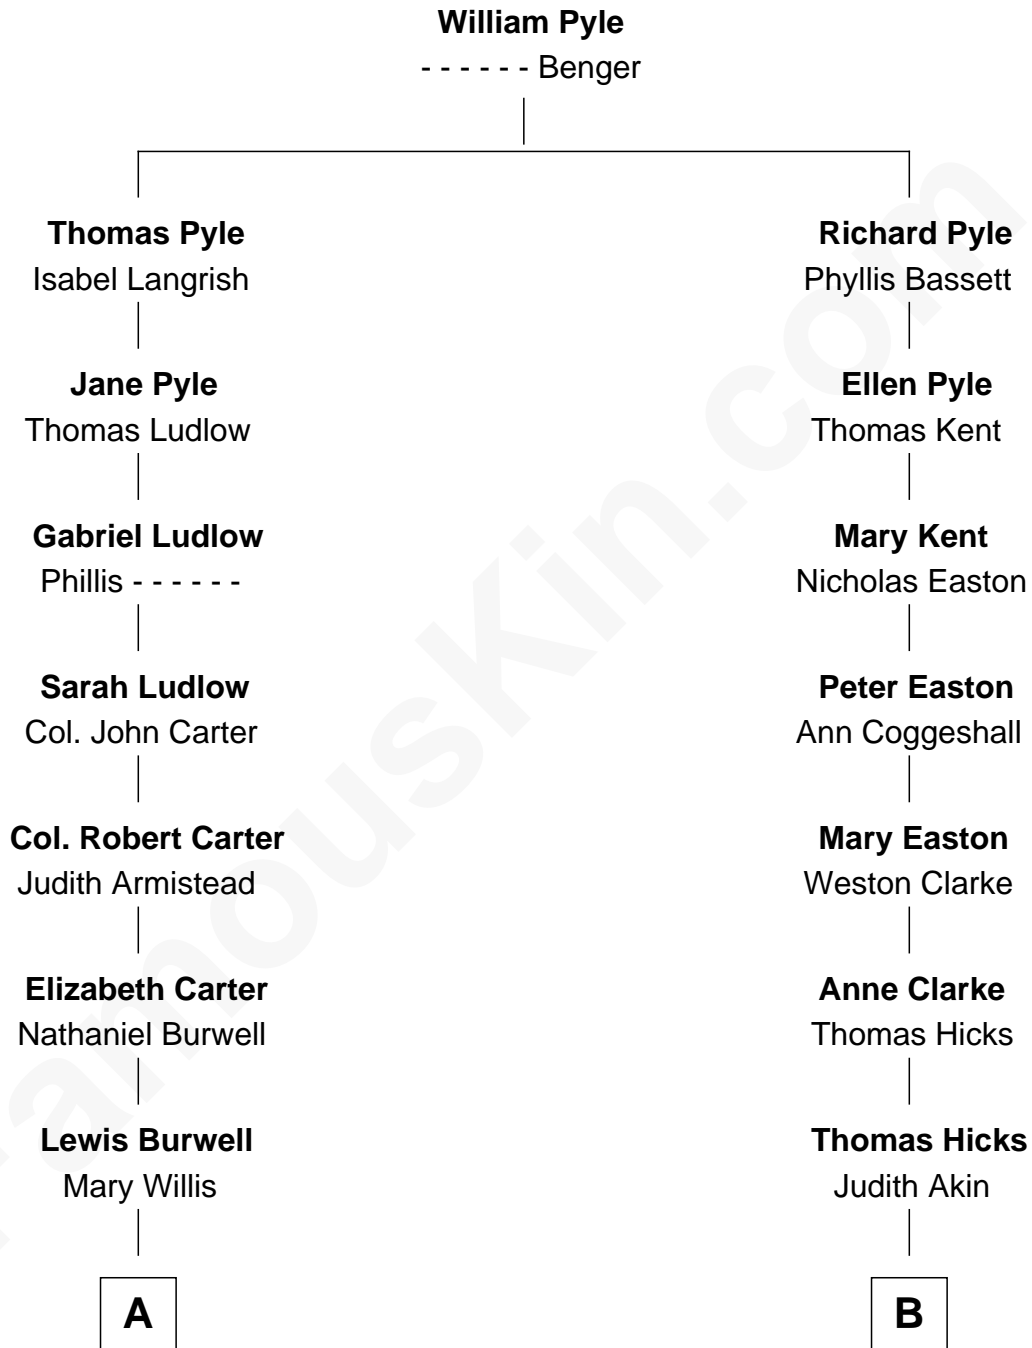 William Pyle
- - - - - - Benger
Thomas Pyle
Isabel Langrish
Richard Pyle
Phyllis Bassett
Jane Pyle
Thomas Ludlow
Ellen Pyle
Thomas Kent
Gabriel Ludlow
Phillis - - - - - -
Mary Kent
Nicholas Easton
Sarah Ludlow
Col. John Carter
Peter Easton
Ann Coggeshall
Col. Robert Carter
Judith Armistead
Mary Easton
Weston Clarke
Elizabeth Carter
Nathaniel Burwell
Anne Clarke
Thomas Hicks
Lewis Burwell
Mary Willis
Thomas Hicks
Judith Akin
A
B
FamousKin.com